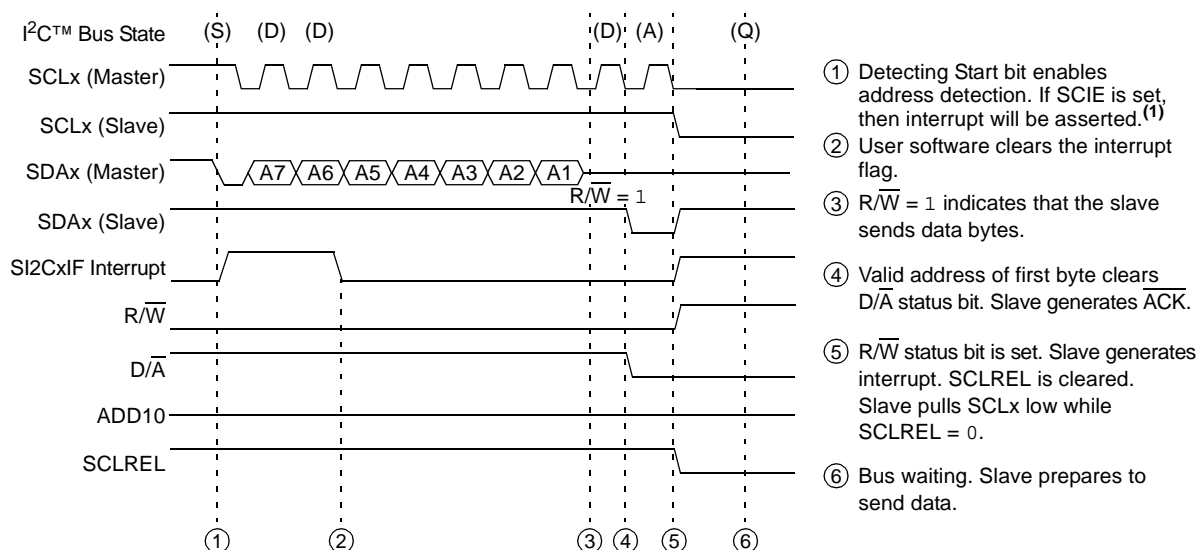 I²C™ Bus State
(S) (D) (D) (D) (A) (Q)
SCLx (Master)
SCLx (Slave)
SDAx (Master)
A7 A6 A5 A4 A3 A2 A1
R/W̅ = 1
SDAx (Slave)
SI2CxIF Interrupt
R/W̅
D/A̅
ADD10
SCLREL
① ② ③ ④ ⑤ ⑥
① Detecting Start bit enables
address detection. If SCIE is set,
then interrupt will be asserted.(1)
② User software clears the interrupt
flag.
③ R/W̅ = 1 indicates that the slave
sends data bytes.
④ Valid address of first byte clears
D/A̅ status bit. Slave generates A̅C̅K̅.
⑤ R/W̅ status bit is set. Slave generates
interrupt. SCLREL is cleared.
Slave pulls SCLx low while
SCLREL = 0.
⑥ Bus waiting. Slave prepares to
send data.